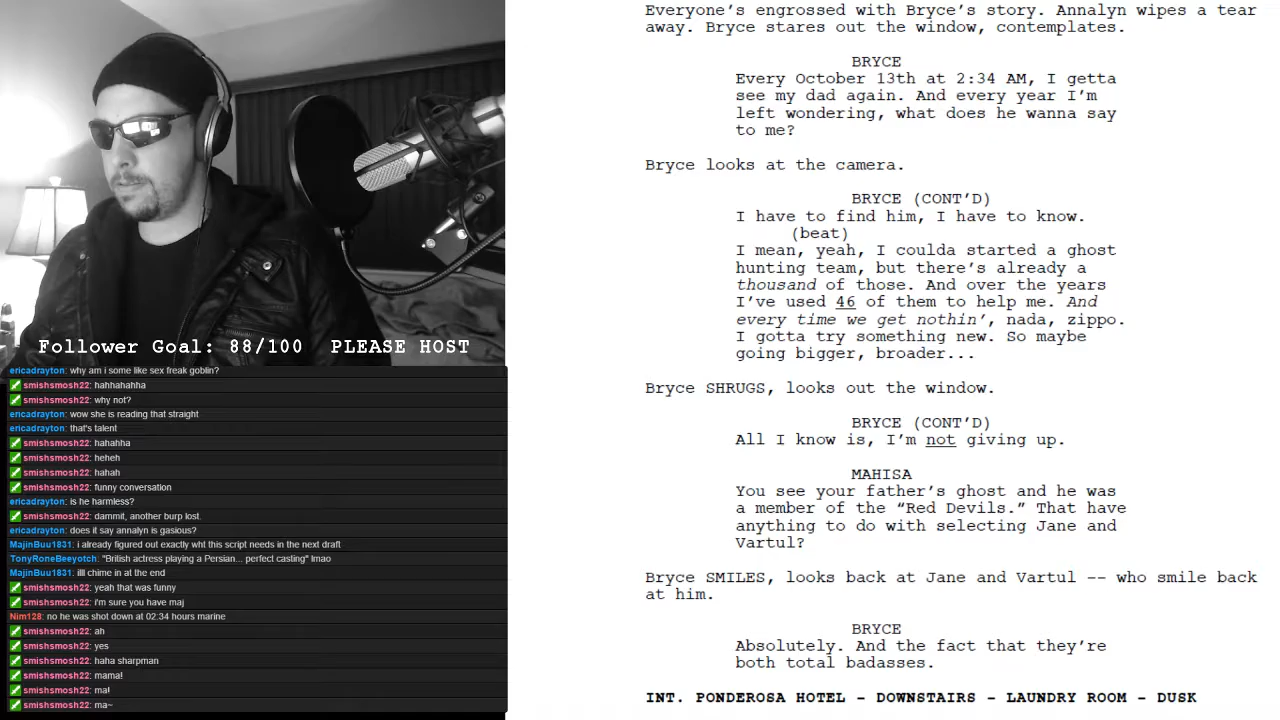 Follower Goal: 88/100 PLEASE HOST
ericadrayton: why am i some like sex freak goblin?
smishsmosh22: hahhahahha
smishsmosh22: why not?
ericadrayton: wow she is reading that straight
ericadrayton: that's talent
smishsmosh22: hahahha
smishsmosh22: heheh
smishsmosh22: hahah
smishsmosh22: funny conversation
ericadrayton: is he harmless?
smishsmosh22: dammit, another burp lost.
ericadrayton: does it say annalyn is gasious?
MajinBuu1831: i already figured out exactly wht this script needs in the next draft
TonyRoneBeeyotch: "British actress playing a Persian... perfect casting" lmao
MajinBuu1831: illl chime in at the end
smishsmosh22: yeah that was funny
smishsmosh22: i'm sure you have maj
Nim128: no he was shot down at 02:34 hours marine
smishsmosh22: ah
smishsmosh22: yes
smishsmosh22: haha sharpman
smishsmosh22: mama!
smishsmosh22: ma!
smishsmosh22: ma~
Everyone's engrossed with Bryce's story. Annalyn wipes a tear
away. Bryce stares out the window, contemplates.
BRYCE
Every October 13th at 2:34 AM, I getta
see my dad again. And every year I'm
left wondering, what does he wanna say
to me?
Bryce looks at the camera.
BRYCE (CONT'D)
I have to find him, I have to know.
(beat)
I mean, yeah, I coulda started a ghost
hunting team, but there's already a
thousand of those. And over the years
I've used 46 of them to help me. And
every time we get nothin', nada, zippo.
I gotta try something new. So maybe
going bigger, broader...
Bryce SHRUGS, looks out the window.
BRYCE (CONT'D)
All I know is, I'm not giving up.
MAHISA
You see your father's ghost and he was
a member of the “Red Devils.” That have
anything to do with selecting Jane and
Vartul?
Bryce SMILES, looks back at Jane and Vartul -- who smile back
at him.
BRYCE
Absolutely. And the fact that they're
both total badasses.
INT. PONDEROSA HOTEL – DOWNSTAIRS – LAUNDRY ROOM – DUSK